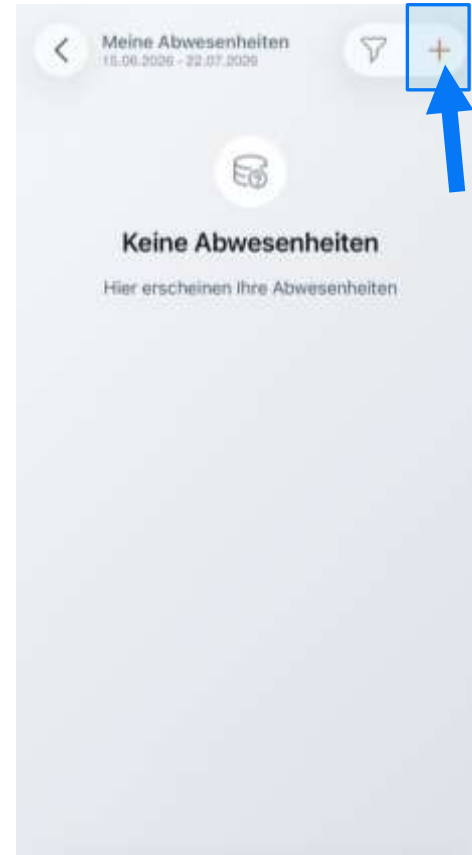 Meine Abwesenheiten
15.06.2026 - 22.07.2026
Keine Abwesenheiten
Hier erscheinen Ihre Abwesenheiten